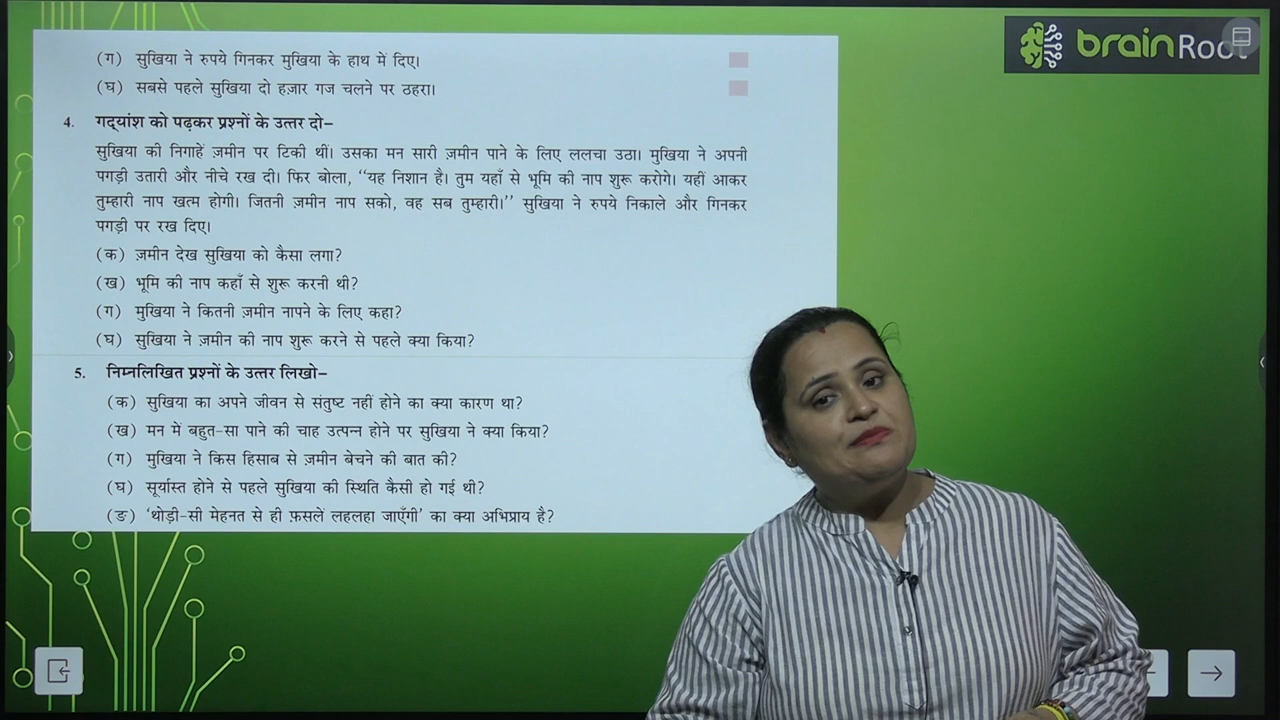 brainRoot
(ग) सुखिया ने रुपये गिनकर मुखिया के हाथ में दिए।
(घ) सबसे पहले सुखिया दो हज़ार गज चलने पर ठहरा।
4. गद्यांश को पढ़कर प्रश्नों के उत्तर दो–
सुखिया की निगाहें ज़मीन पर टिकी थीं। उसका मन सारी ज़मीन पाने के लिए ललचा उठा। मुखिया ने अपनी
पगड़ी उतारी और नीचे रख दी। फिर बोला, ‘‘यह निशान है। तुम यहाँ से भूमि की नाप शुरू करोगे। यहीं आकर
तुम्हारी नाप खत्म होगी। जितनी ज़मीन नाप सको, वह सब तुम्हारी।’’ सुखिया ने रुपये निकाले और गिनकर
पगड़ी पर रख दिए।
(क) ज़मीन देख सुखिया को कैसा लगा?
(ख) भूमि की नाप कहाँ से शुरू करनी थी?
(ग) मुखिया ने कितनी ज़मीन नापने के लिए कहा?
(घ) सुखिया ने ज़मीन की नाप शुरू करने से पहले क्या किया?
5. निम्नलिखित प्रश्नों के उत्तर लिखो–
(क) सुखिया का अपने जीवन से संतुष्ट नहीं होने का क्या कारण था?
(ख) मन में बहुत-सा पाने की चाह उत्पन्न होने पर सुखिया ने क्या किया?
(ग) मुखिया ने किस हिसाब से ज़मीन बेचने की बात की?
(घ) सूर्यास्त होने से पहले सुखिया की स्थिति कैसी हो गई थी?
(ङ) ‘थोड़ी-सी मेहनत से ही फ़सलें लहलहा जाएँगी’ का क्या अभिप्राय है?